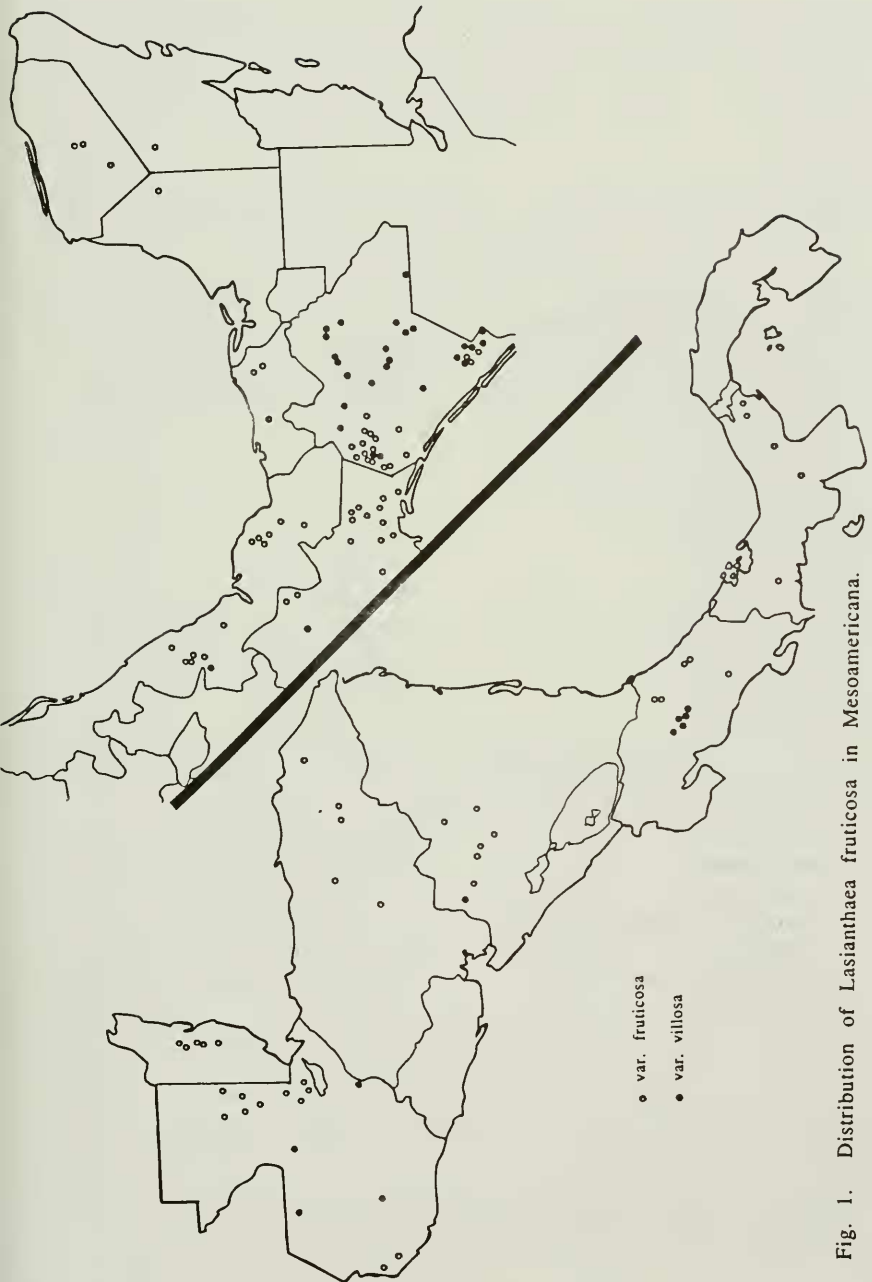 var. fruticosa
var. villosa
Fig. 1. Distribution of Lasianthaea fruticosa in Mesoamericana.